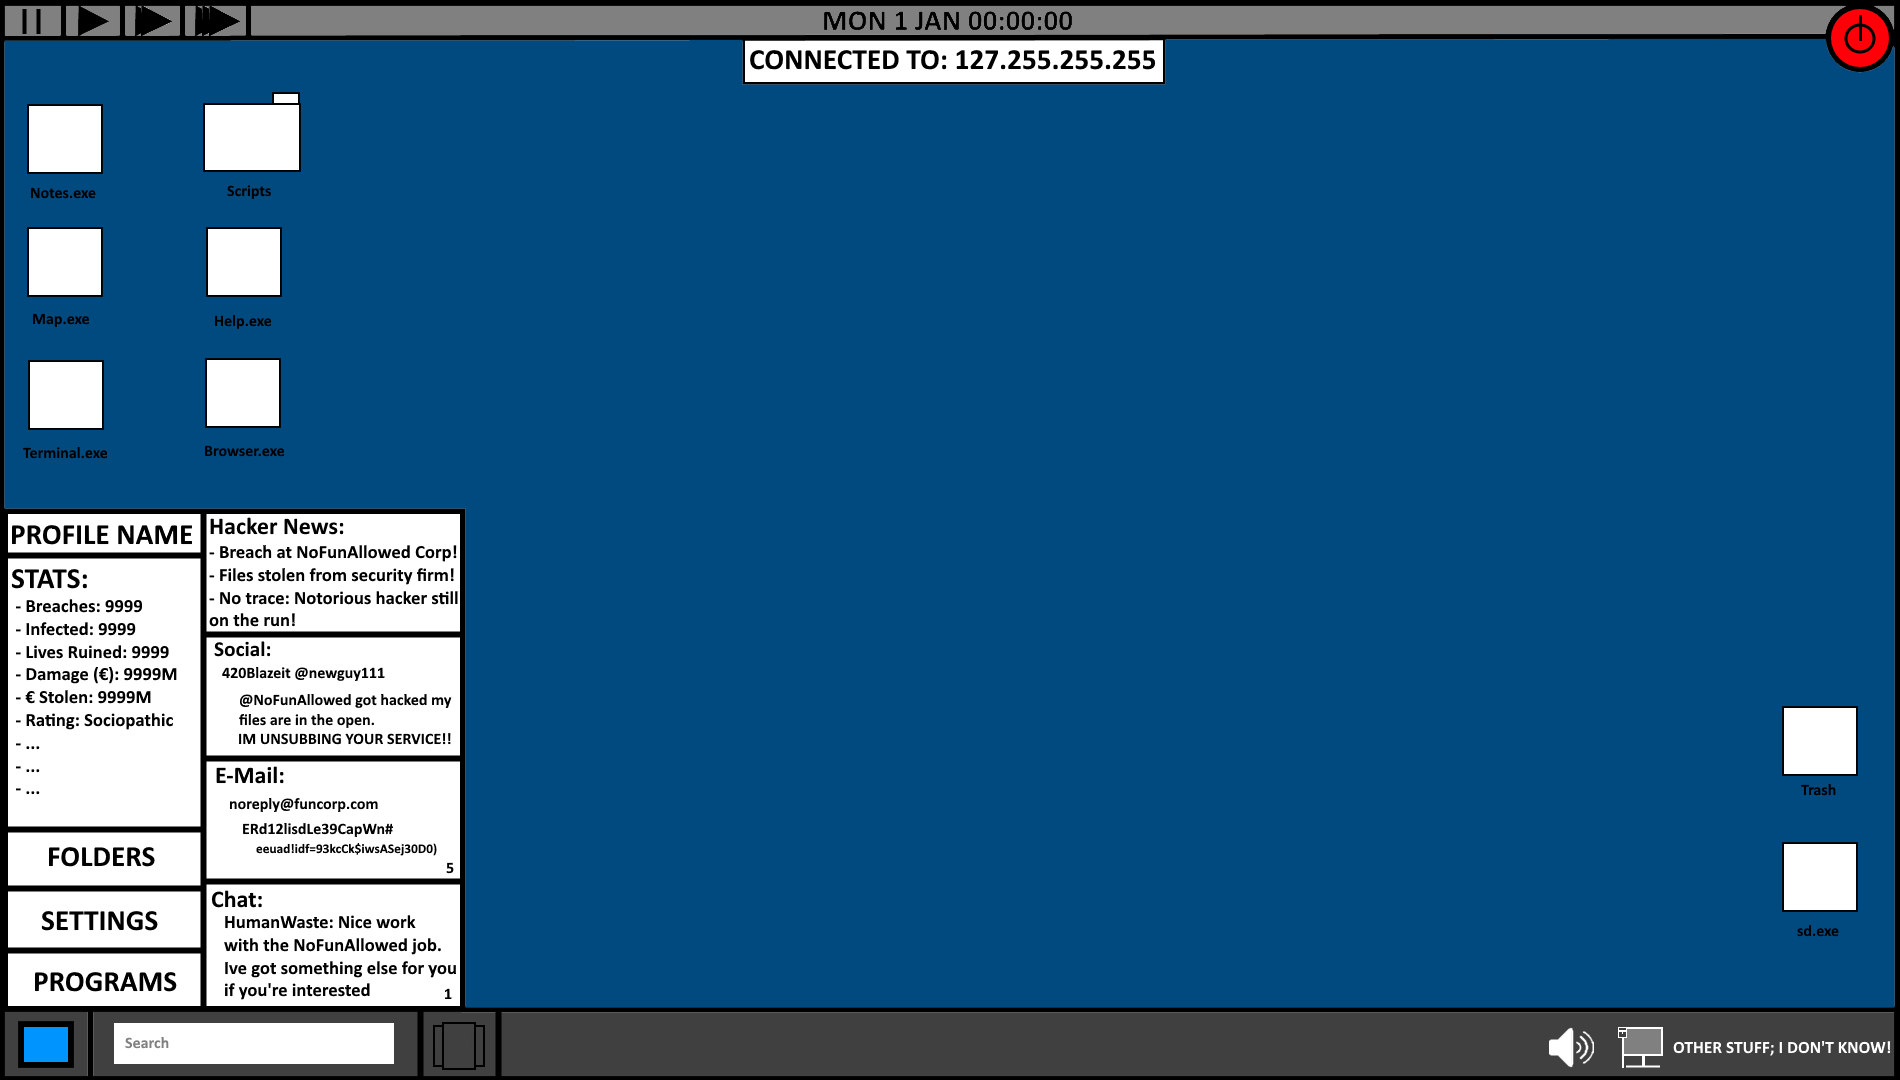 MON 1 JAN 00:00:00
CONNECTED TO: 127.255.255.255
Notes.exe
Scripts
Map.exe
Help.exe
Terminal.exe
Browser.exe
PROFILE NAME
STATS:
- Breaches: 9999
- Infected: 9999
- Lives Ruined: 9999
- Damage (€): 9999M
- € Stolen: 9999M
- Rating: Sociopathic
- ...
- ...
- ...
FOLDERS
SETTINGS
PROGRAMS
Hacker News:
- Breach at NoFunAllowed Corp!
- Files stolen from security firm!
- No trace: Notorious hacker still
on the run!
Social:
420Blazeit @newguy111
@NoFunAllowed got hacked my
files are in the open.
IM UNSUBBING YOUR SERVICE!!
E-Mail:
noreply@funcorp.com
ERd12lisdLe39CapWn#
eeuad!idf=93kcCk$iwsASej30D0)
5
Chat:
HumanWaste: Nice work
with the NoFunAllowed job.
Ive got something else for you
if you're interested
1
Trash
sd.exe
Search
OTHER STUFF; I DON'T KNOW!